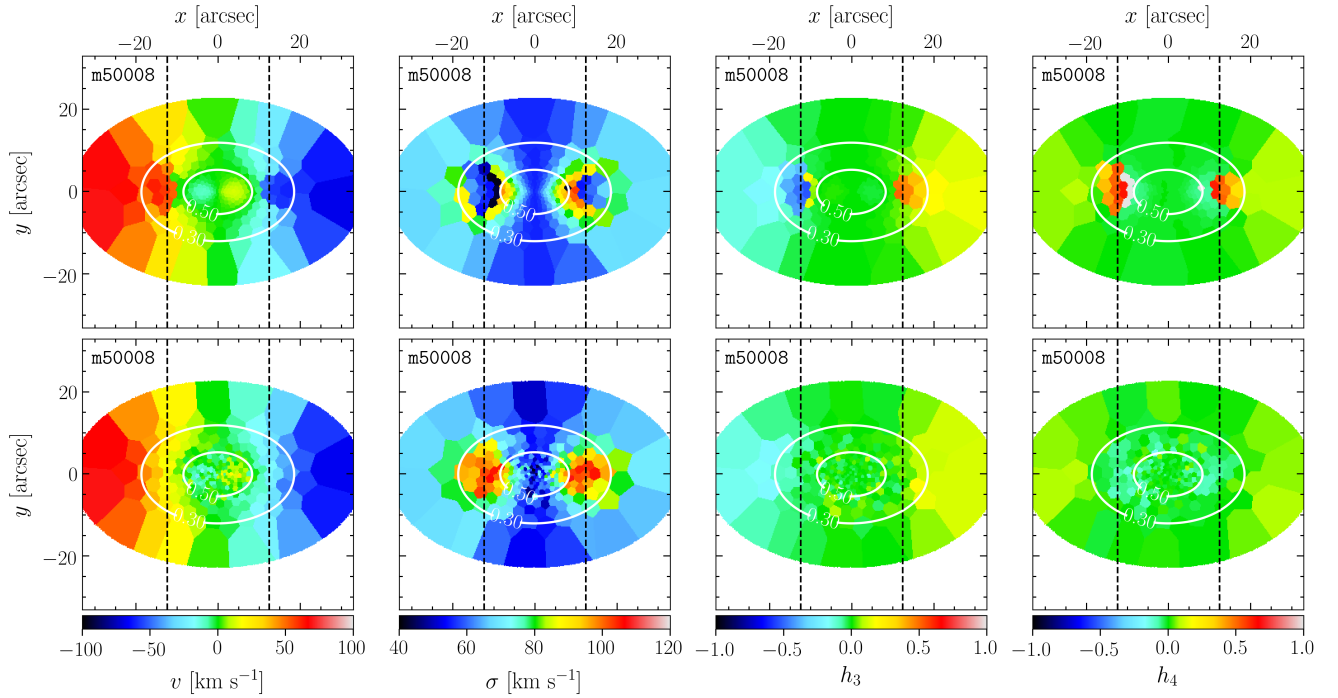 x [arcsec] x [arcsec] x [arcsec] x [arcsec]
−20 0 20 −20 0 20 −20 0 20 −20 0 20
m50008 m50008 m50008 m50008
20
0
−20
y [arcsec]
0.50 0.50 0.50 0.50
0.30 0.30 0.30 0.30
m50008 m50008 m50008 m50008
20
0
−20
y [arcsec]
0.50 0.50 0.50 0.50
0.30 0.30 0.30 0.30
−100 −50 0 50 100 40 60 80 100 120 −1.0 −0.5 0.0 0.5 1.0 −1.0 −0.5 0.0 0.5 1.0
v [km s⁻¹] σ [km s⁻¹] h₃ h₄